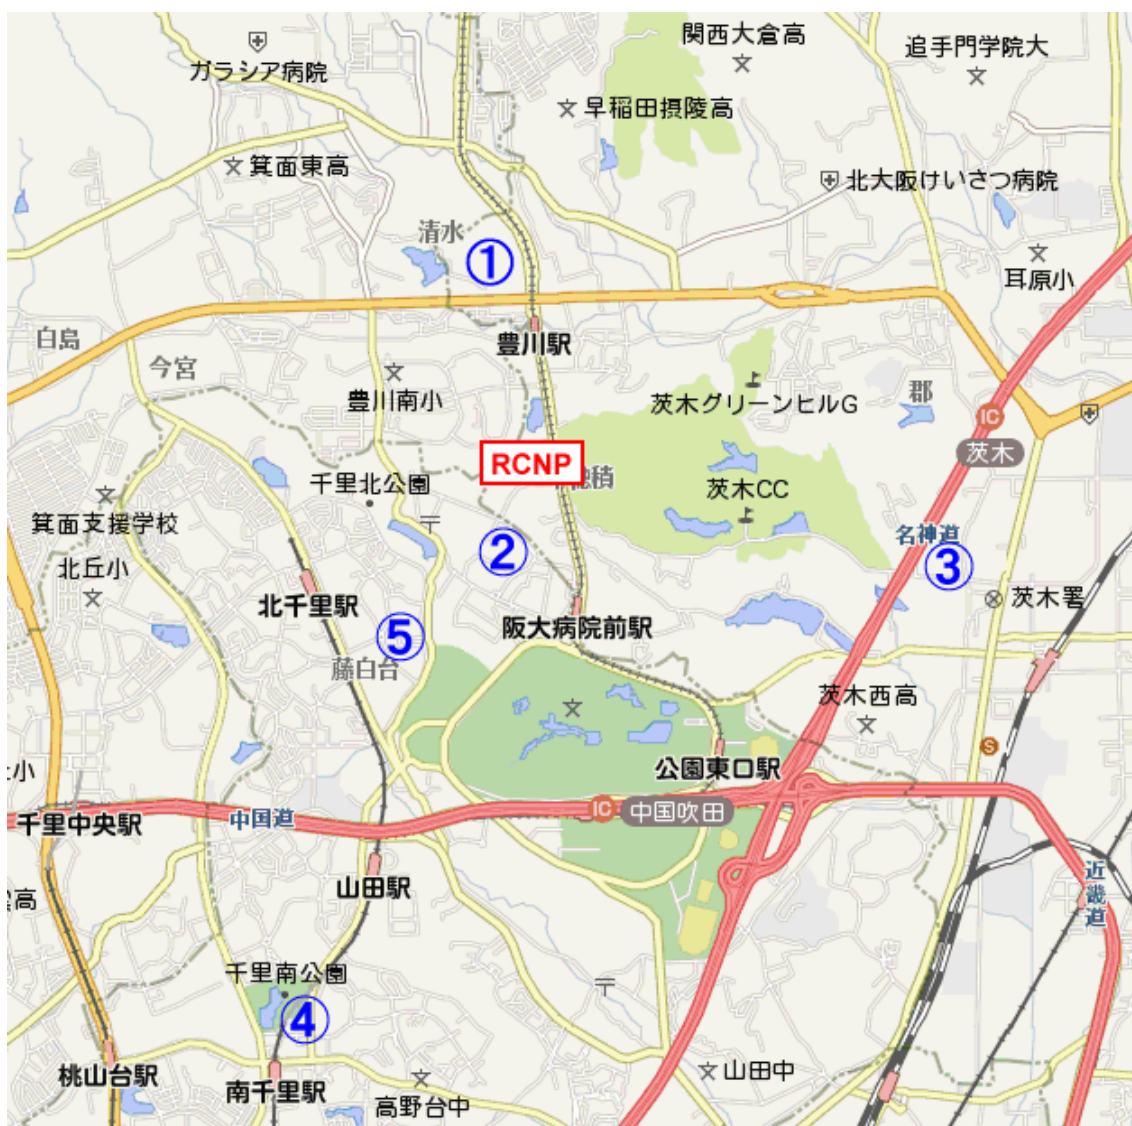 関西大倉高
追手門学院大
ガラシア病院
早稲田摂陵高
箕面東高
北大阪けいさつ病院
清水
①
耳原小
白島
豊川駅
今宮
豊川南小
茨木グリーンヒルG
郡
IC
茨木
RCNP
千里北公園
茨木CC
箕面支援学校
名神道
②
③
北丘小
北千里駅
茨木署
阪大病院前駅
⑤
藤白台
茨木西高
S
公園東口駅
小
IC
中国吹田
千里中央駅
中国道
山田駅
近畿道
高
千里南公園
④
桃山台駅
南千里駅
山田中
高野台中